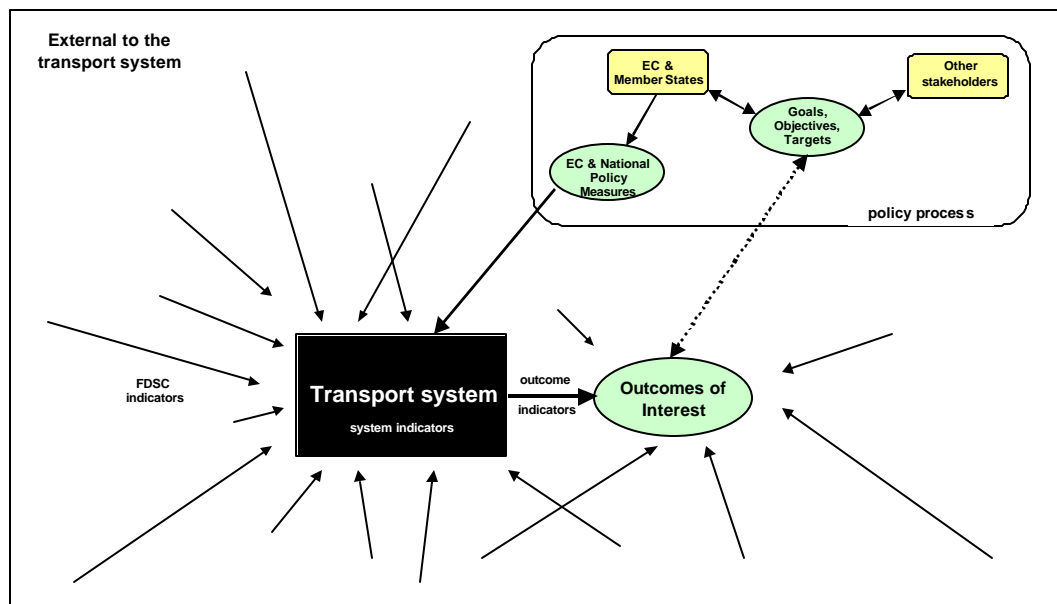 External to the
transport system
EC &
Member States
Other
stakeholders
Goals,
Objectives,
Targets
EC & National
Policy
Measures
policy process
FDSC
indicators
Transport system
system indicators
outcome
indicators
Outcomes of
Interest